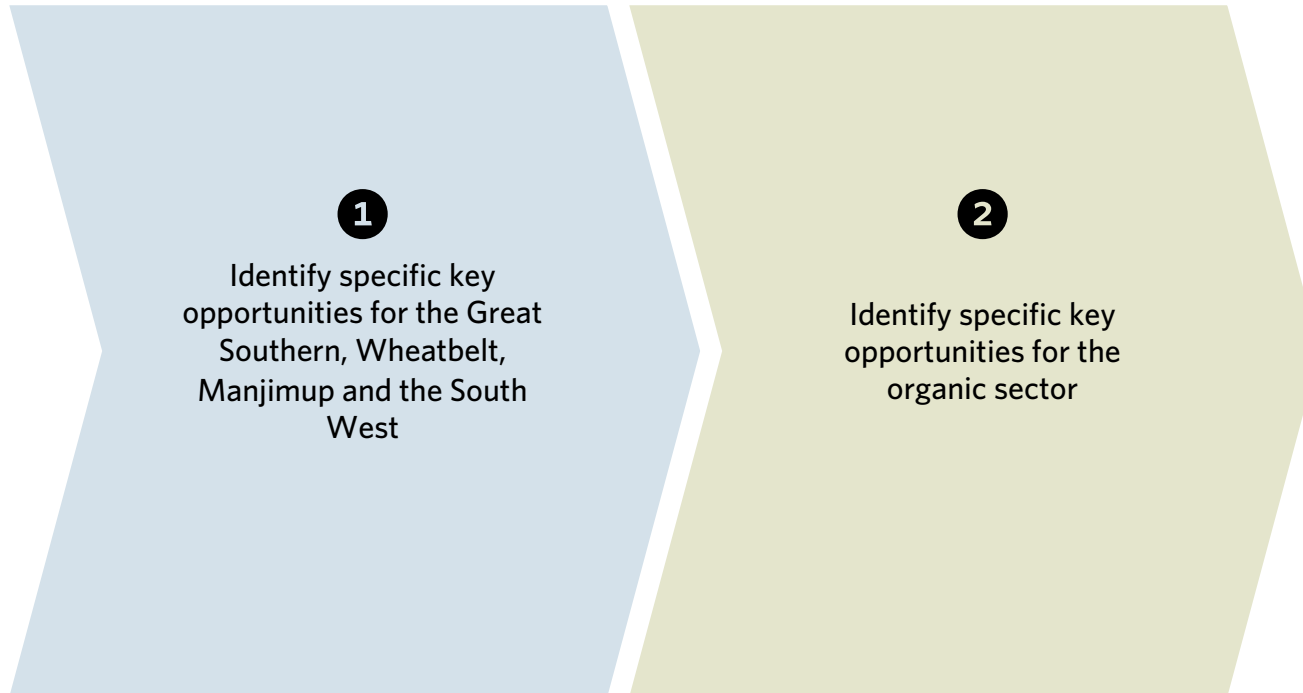 1
Identify specific key
opportunities for the Great
Southern, Wheatbelt,
Manjimup and the South
West
2
Identify specific key
opportunities for the
organic sector